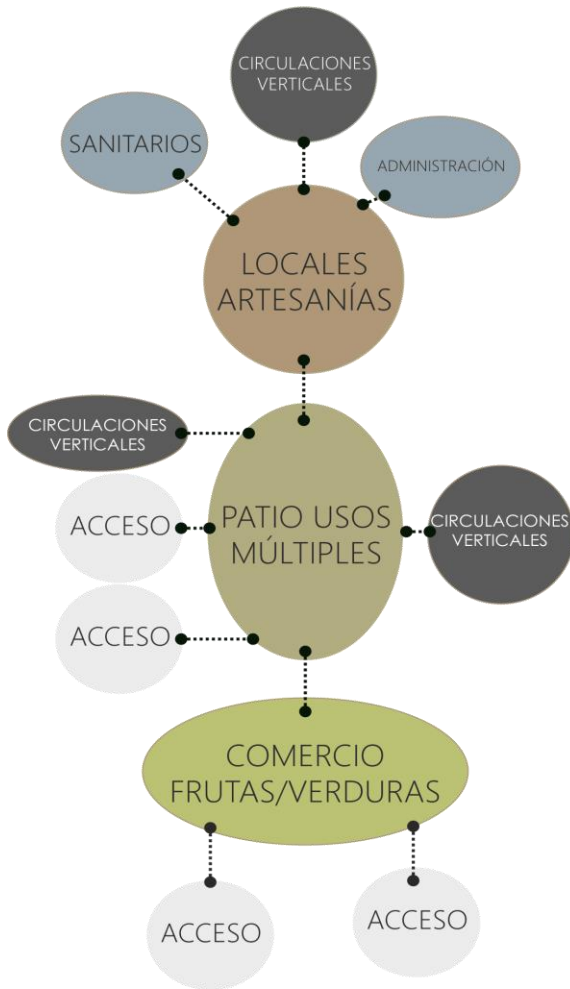 CIRCULACIONES
VERTICALES
SANITARIOS
ADMINISTRACIÓN
LOCALES
ARTESANÍAS
CIRCULACIONES
VERTICALES
ACCESO
PATIO USOS
MÚLTIPLES
CIRCULACIONES
VERTICALES
ACCESO
COMERCIO
FRUTAS/VERDURAS
ACCESO
ACCESO